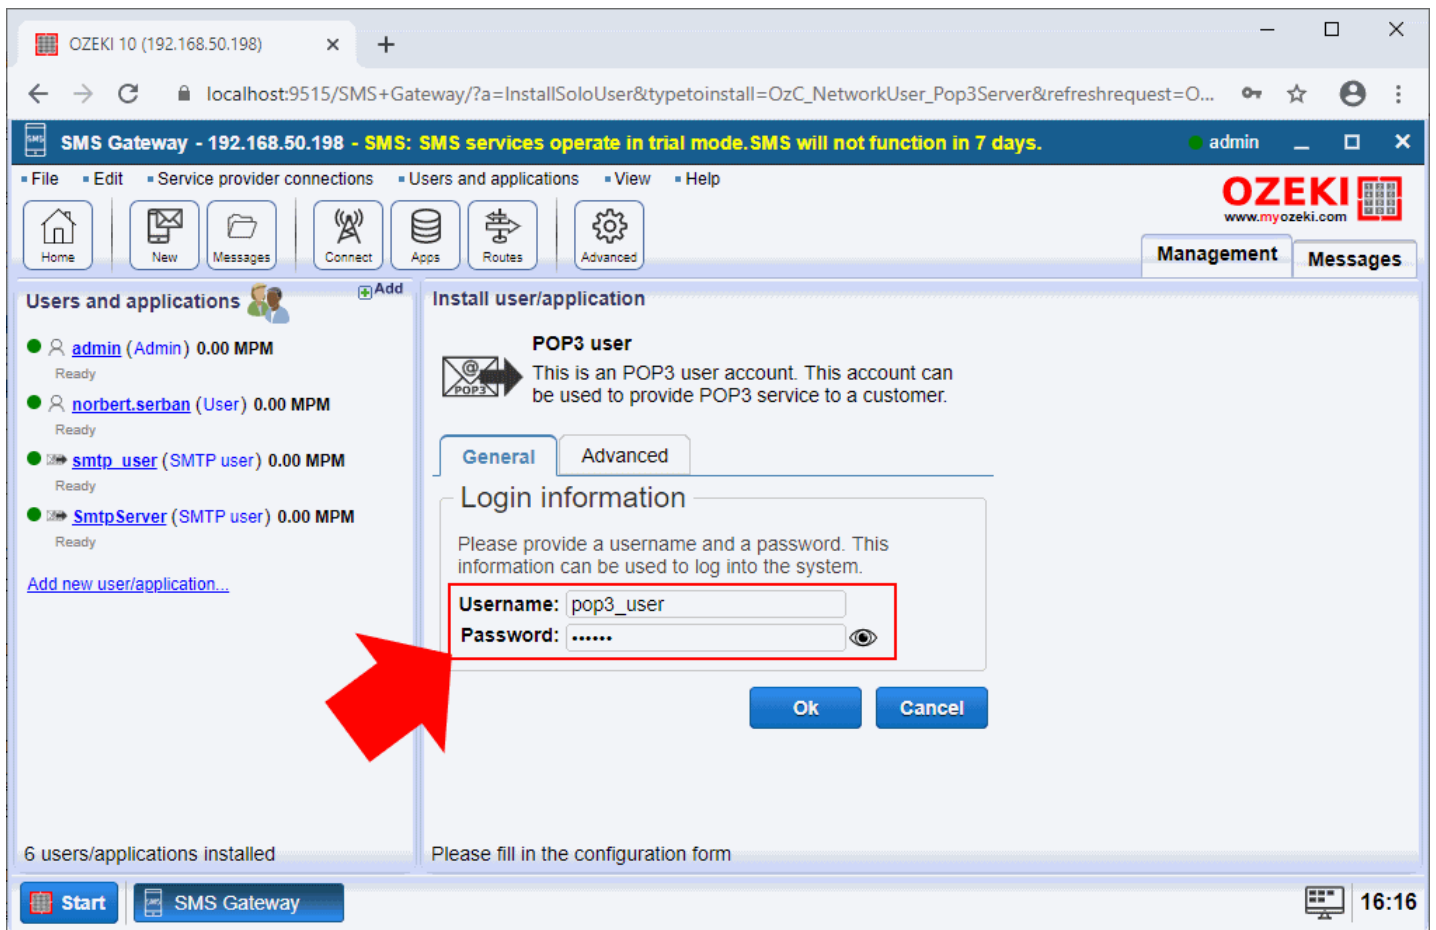 OZEKI 10 (192.168.50.198)
localhost:9515/SMS+Gateway/?a=InstallSoloUser&typetoinstall=OzC_NetworkUser_Pop3Server&refreshrequest=O...
SMS
SMS Gateway - 192.168.50.198 - SMS: SMS services operate in trial mode.SMS will not function in 7 days.
admin
File Edit Service provider connections Users and applications View Help
OZEKI
www.myozeki.com
Home New Messages Connect Apps Routes Advanced
Management Messages
Users and applications Add
admin (Admin) 0.00 MPM
Ready
norbert.serban (User) 0.00 MPM
Ready
smtp_user (SMTP user) 0.00 MPM
Ready
SmtpServer (SMTP user) 0.00 MPM
Ready
Add new user/application...
6 users/applications installed
Install user/application
POP3 user
@
POP3
This is an POP3 user account. This account can
be used to provide POP3 service to a customer.
General Advanced
Login information
Please provide a username and a password. This
information can be used to log into the system.
Username: pop3_user
Password: ••••••
Ok Cancel
Please fill in the configuration form
Start SMS Gateway 16:16